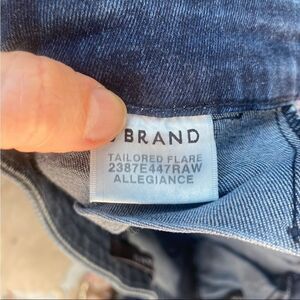 BRAND
TAILORED FLARE
2387E447RAW
ALLEGIANCE